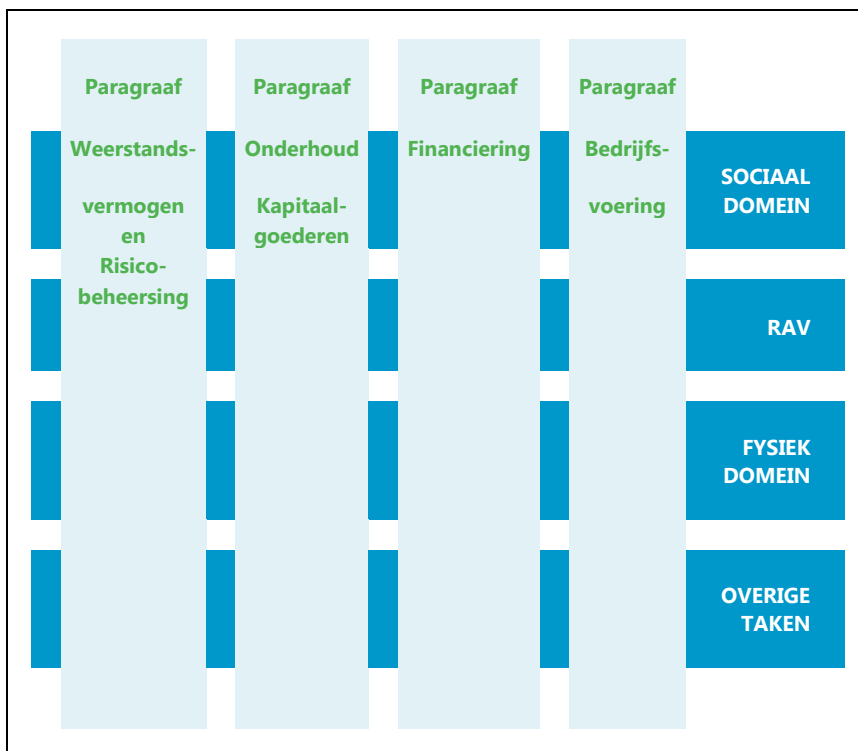 Paragraaf
Weerstands-
vermogen
en
Risico-
beheersing
Paragraaf
Onderhoud
Kapitaal-
goederen
Paragraaf
Financiering
Paragraaf
Bedrijfs-
voering
SOCIAAL
DOMEIN
RAV
FYSIEK
DOMEIN
OVERIGE
TAKEN